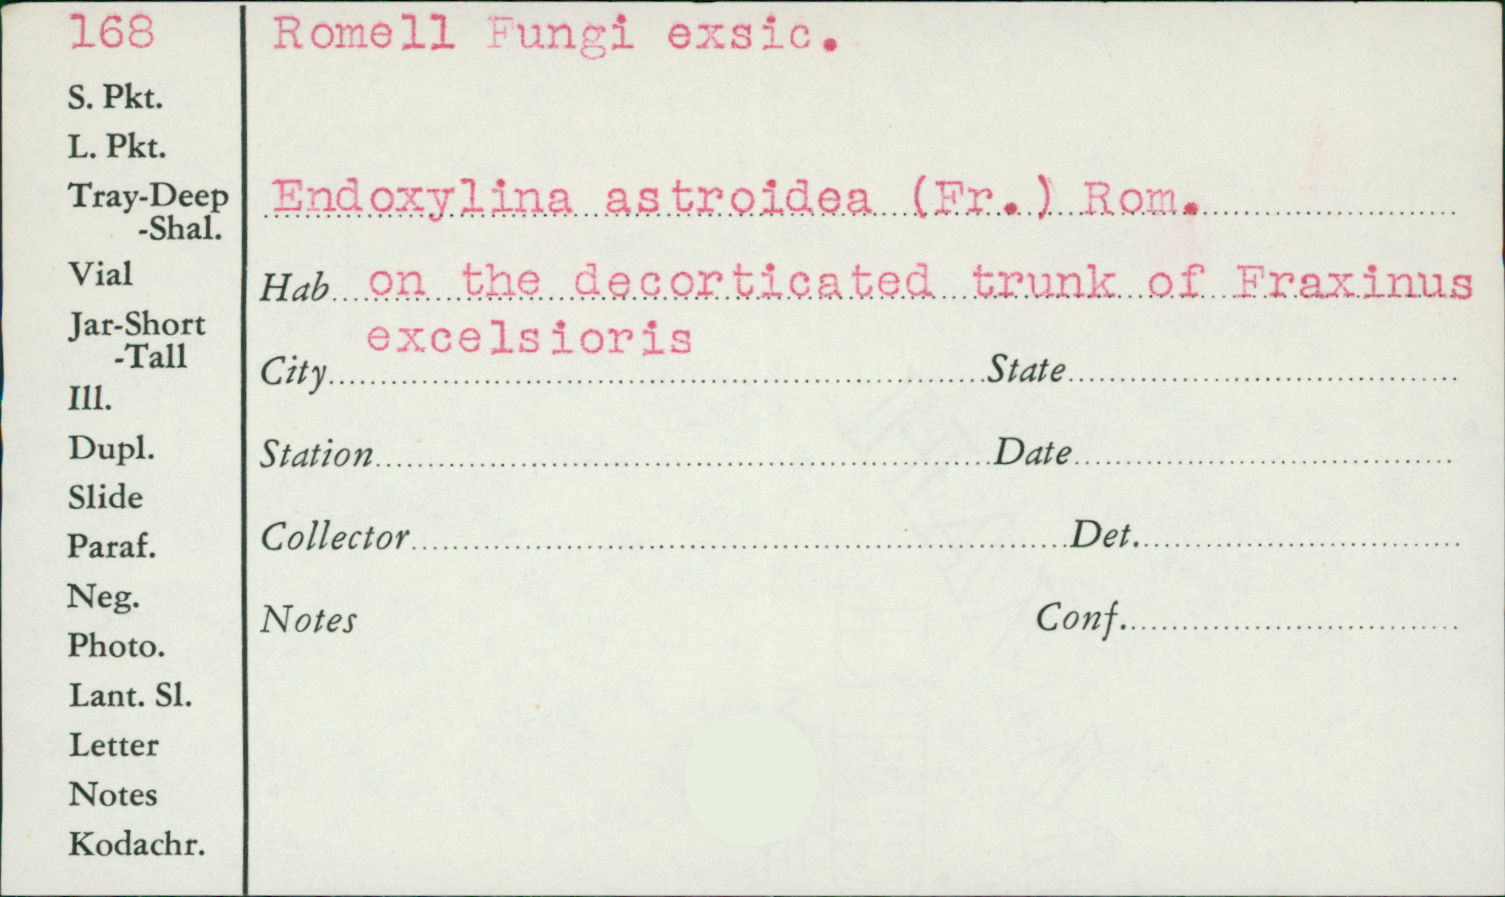 168
Romell Fungi exsic.
S. Pkt.
L. Pkt.
Tray-Deep
-Shal.
Vial
Jar-Short
-Tall
Ill.
Dupl.
Slide
Paraf.
Neg.
Photo.
Lant. Sl.
Letter
Notes
Kodachr.
Endoxylina astroidea (Fr.) Rom.
Hab on the decorticated trunk of Fraxinus
excelsioris
City State
Station Date
Collector Det.
Notes Conf.